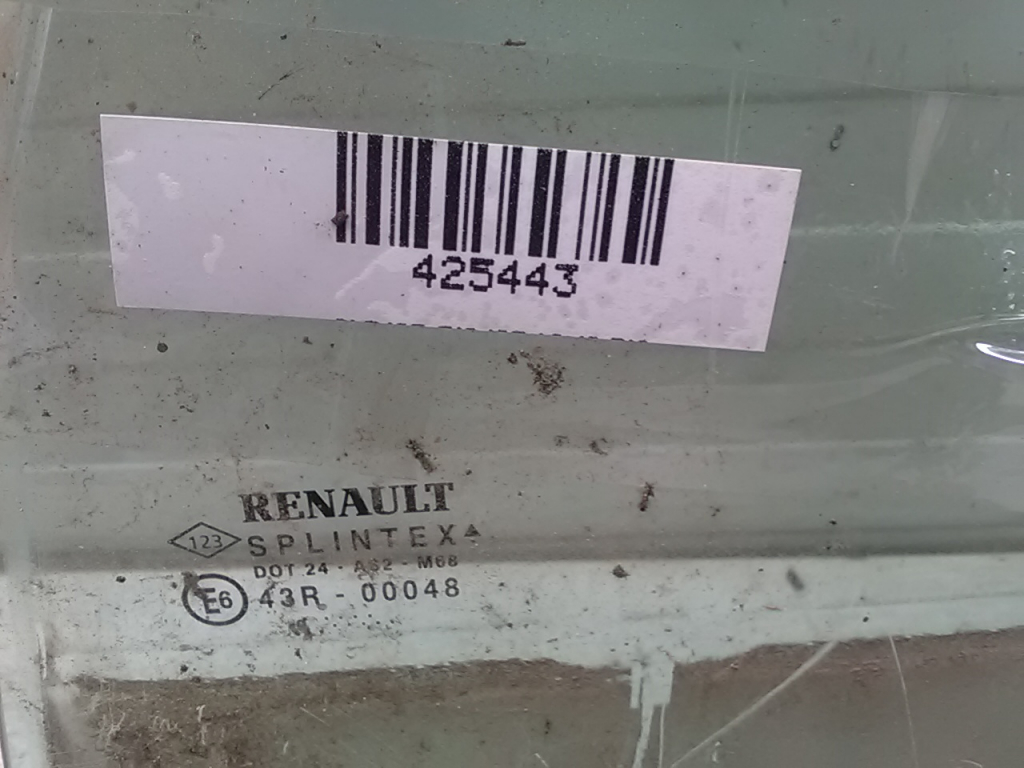 425443
RENAULT
123 SPLINTEX
DOT 24 - AS2 - M68
E6 43R - 00048